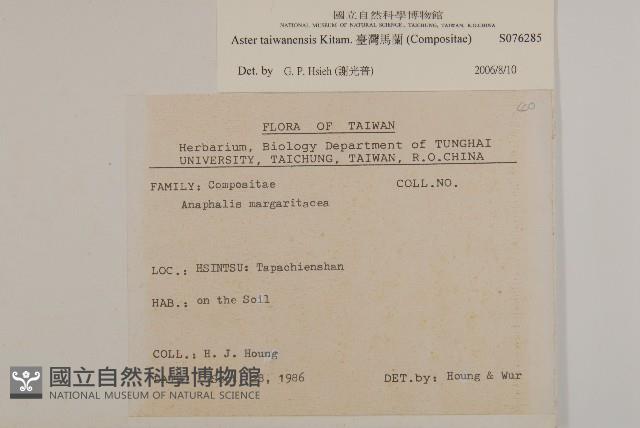 國立自然科學博物館
NATIONAL MUSEUM OF NATURAL SCIENCE, TAICHUNG, TAIWAN, R.O.CHINA
Aster taiwanensis Kitam. 臺灣馬蘭 (Compositae) S076285
Det. by G. P. Hsieh (謝光普) 2006/8/10
60
FLORA OF TAIWAN
Herbarium, Biology Department of TUNGHAI
UNIVERSITY, TAICHUNG, TAIWAN, R.O.CHINA
FAMILY; Compositae COLL.NO.
Anaphalis margaritacea
LOC.; HSINTSU: Tapachienshan
HAB.; on the Soil
COLL.; H. J. Houng
1986 DET.by: Houng & Wur
國立自然科學博物館
NATIONAL MUSEUM OF NATURAL SCIENCE